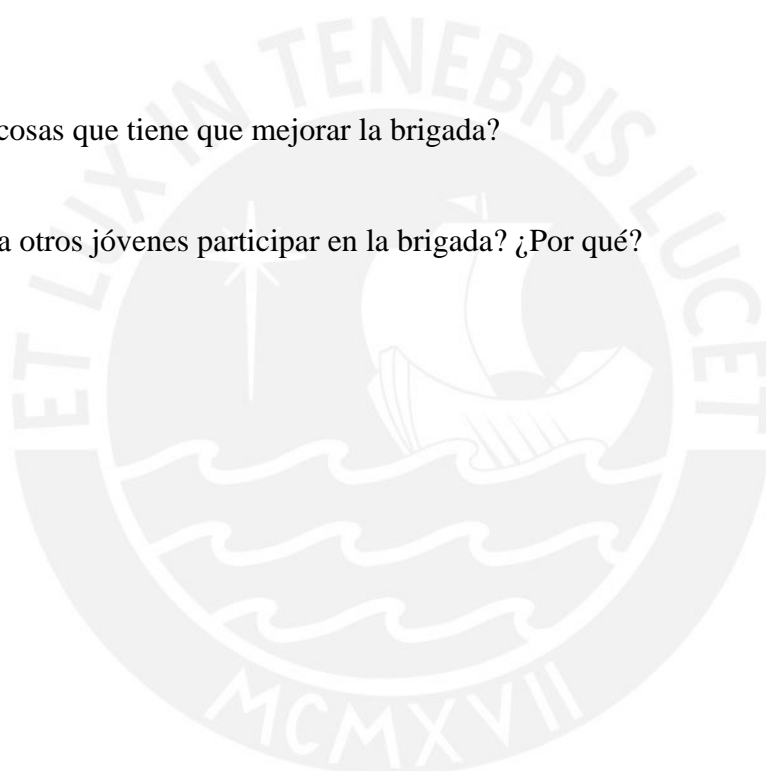 cosas que tiene que mejorar la brigada?
a otros jóvenes participar en la brigada? ¿Por qué?
ET LUX IN TENEBRIS LUCET
MCMXVII